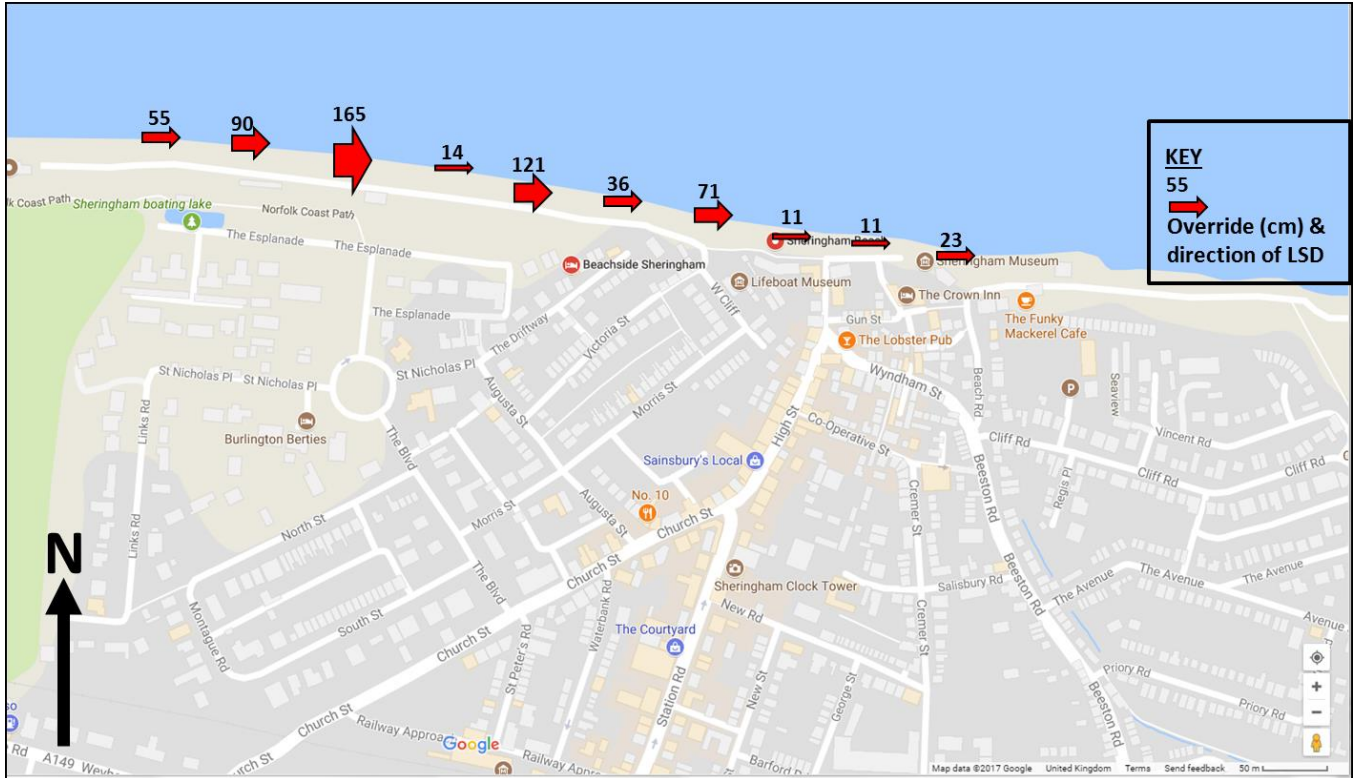 55
90
165
14
121
36
71
11
11
23
KEY
55
Override (cm) &
direction of LSD
lk Coast Path
Sheringham boating lake
Norfolk Coast Path
The Esplanade
The Esplanade
The Esplanade
Beachside Sheringham
Sheringham
Lifeboat Museum
W Cliff
Sheringham Museum
The Crown Inn
Gun St
The Lobster Pub
The Funky
Mackerel Cafe
The Driftway
Victoria St
St Nicholas Pl
St Nicholas Pl
St Nicholas Pl
Augusta St
Morris St
Wyndham St
Beach Rd
Seaview
P
Links Rd
Burlington Berties
The Blvd
High St
Co-Operative St
Cliff Rd
Vincent Rd
Cliff Rd
Regis Pl
Sainsbury's Local
Cremer St
Beeston Rd
No. 10
North St
Morris St
Augusta St
Church St
Links Rd
N
The Blvd
Church St
Sheringham Clock Tower
Salisbury Rd
Beeston Rd
The Avenue
The Avenue
The Avenue
Avenue
Montague Rd
South St
Waterbank Rd
New Rd
Cremer St
The Courtyard
Church St
St Peter's Rd
Station Rd
New St
George St
Beeston Rd
Priory Rd
Priory Rd
so
Rd
A149
Church St
Railway Approa
Google
Railway Appro
Barford
Map data ©2017 Google
United Kingdom
Terms
Send feedback
50 m